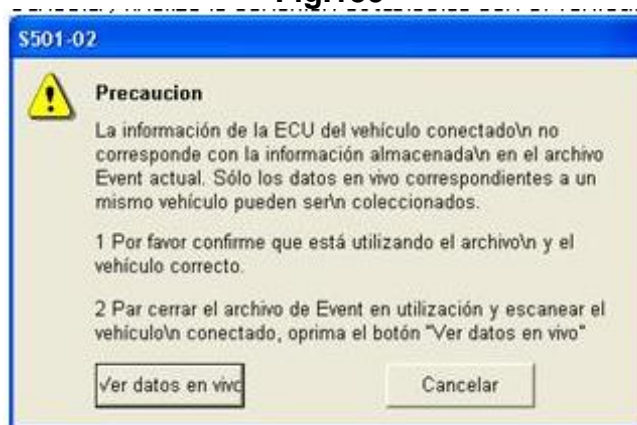 S501-02
Precaucion
La información de la ECU del vehículo conectado\n no
corresponde con la información almacenada\n en el archivo
Event actual. Sólo los datos en vivo correspondientes a un
mismo vehículo pueden ser\n coleccionados.
1 Por favor confirme que está utilizando el archivo\n y el
vehículo correcto.
2 Par cerrar el archivo de Event en utilización y escanear el
vehículo\n conectado, oprima el botón "Ver datos en vivo"
Ver datos en vivo
Cancelar